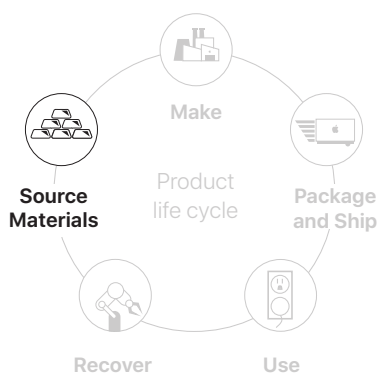 Make
Source
Materials
Product
life cycle
Package
and Ship
Recover
Use